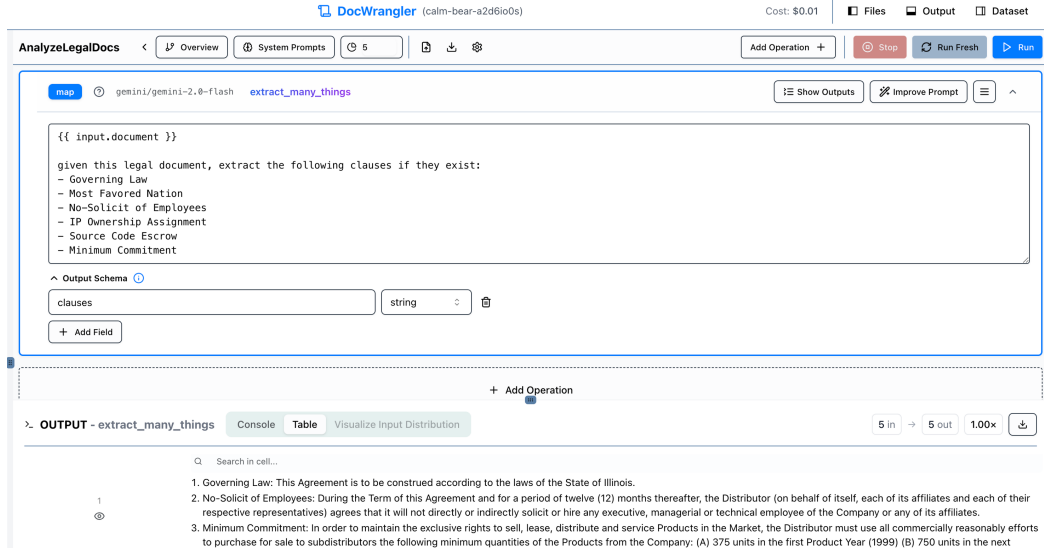 DocWrangler (calm-bear-a2d6io0s) Cost: $0.01 Files Output Dataset
AnalyzeLegalDocs Overview System Prompts 5 Add Operation + Stop Run Fresh Run
map gemini/gemini-2.0-flash extract_many_things Show Outputs Improve Prompt
{{ input.document }}
given this legal document, extract the following clauses if they exist:
- Governing Law
- Most Favored Nation
- No-Solicit of Employees
- IP Ownership Assignment
- Source Code Escrow
- Minimum Commitment
Output Schema
clauses string
+ Add Field
+ Add Operation
OUTPUT - extract_many_things Console Table Visualize Input Distribution 5 in → 5 out 1.00×
Search in cell...
1. Governing Law: This Agreement is to be construed according to the laws of the State of Illinois.
1 2. No-Solicit of Employees: During the Term of this Agreement and for a period of twelve (12) months thereafter, the Distributor (on behalf of itself, each of its affiliates and each of their
respective representatives) agrees that it will not directly or indirectly solicit or hire any executive, managerial or technical employee of the Company or any of its affiliates.
3. Minimum Commitment: In order to maintain the exclusive rights to sell, lease, distribute and service Products in the Market, the Distributor must use all commercially reasonably efforts
to purchase for sale to subdistributors the following minimum quantities of the Products from the Company: (A) 375 units in the first Product Year (1999) (B) 750 units in the next